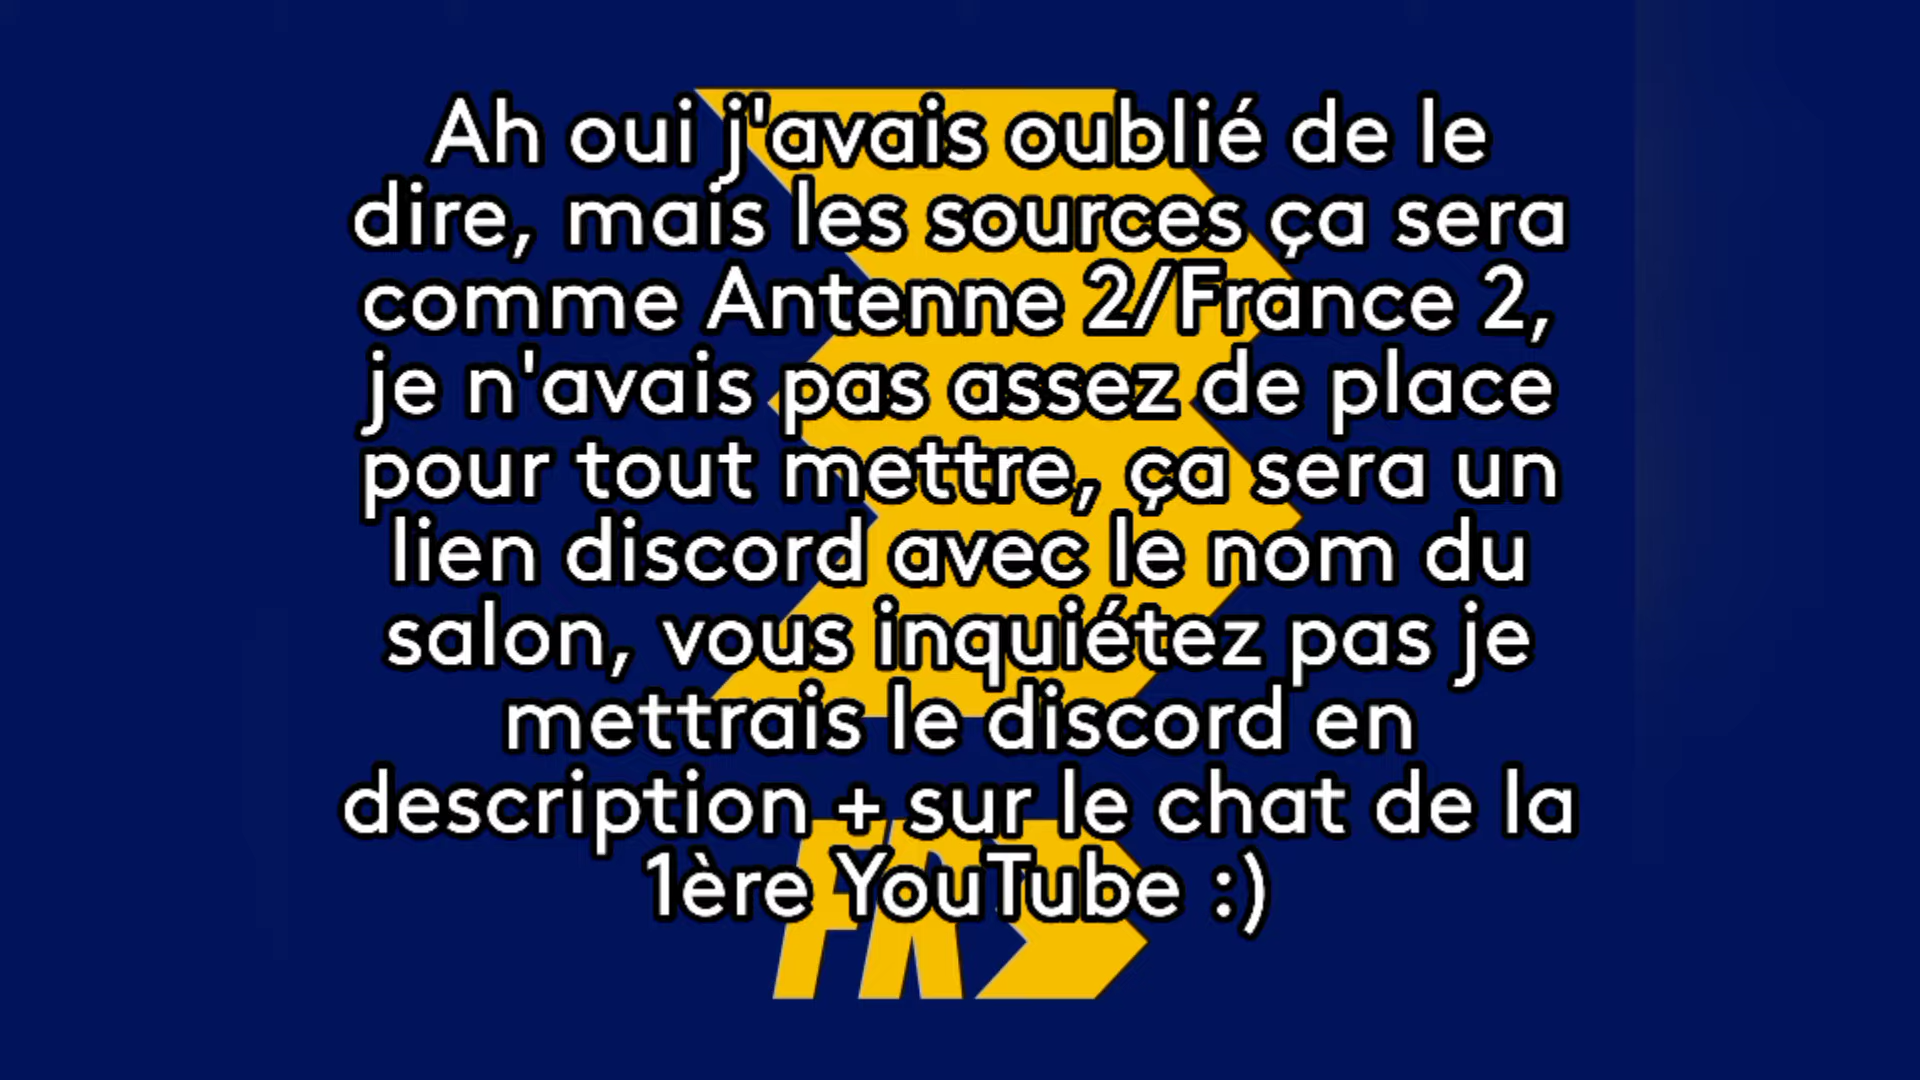 Ah oui j'avais oublié de le
dire, mais les sources ça sera
comme Antenne 2/France 2,
je n'avais pas assez de place
pour tout mettre, ça sera un
lien discord avec le nom du
salon, vous inquiétez pas je
mettrais le discord en
description + sur le chat de la
1ère YouTube :)
FR